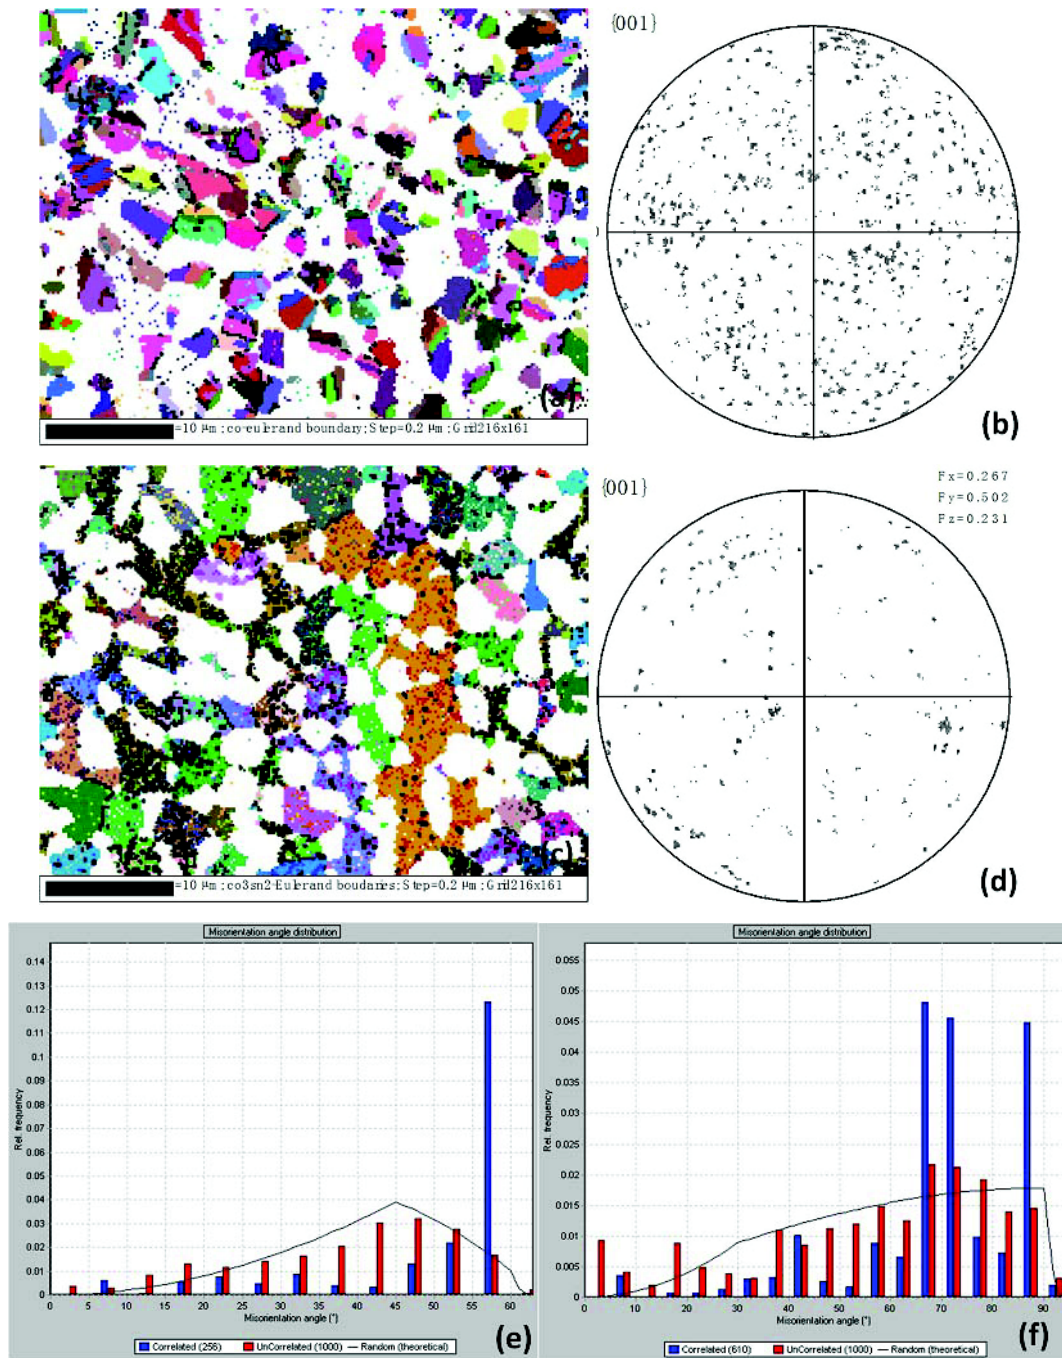 {001}
(a)
=10 µm; co-eulerand boundary; Step=0.2 µm; Grid216x161
(b)
{001}
Fx=0.267
Fy=0.502
Fz=0.231
(c)
=10 µm; co3sn2-Eulerand boudaries; Step=0.2 µm; Grid216x161
(d)
Misorientation angle distribution
0.14
0.13
0.12
0.11
0.1
0.09
0.08
0.07
0.06
0.05
0.04
0.03
0.02
0.01
0
Rel. frequency
0 5 10 15 20 25 30 35 40 45 50 55 60
Misorientation angle (°)
Correlated (256) UnCorrelated (1000) Random (theoretical)
(e)
Misorientation angle distribution
0.055
0.05
0.045
0.04
0.035
0.03
0.025
0.02
0.015
0.01
0.005
0
Rel. frequency
0 10 20 30 40 50 60 70 80 90
Misorientation angle (°)
Correlated (610) UnCorrelated (1000) Random (theoretical)
(f)